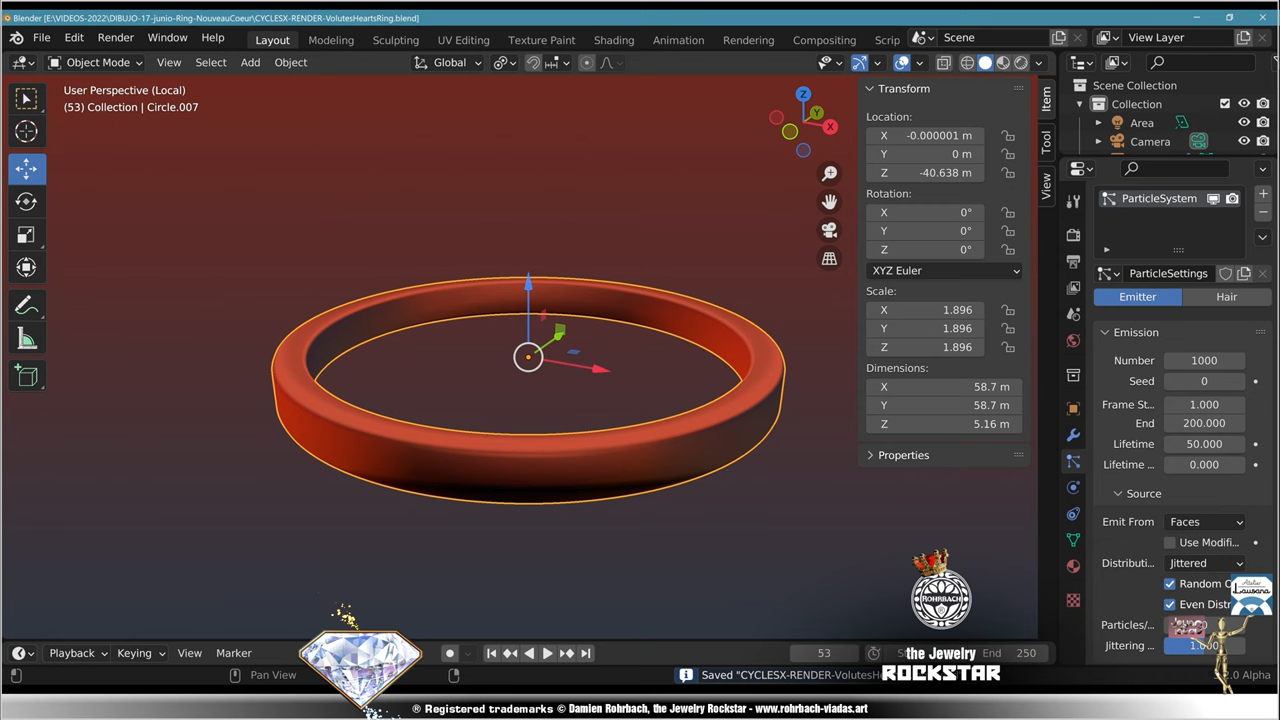 Blender [E:\VIDEOS-2022\DIBUJO-17-junio-Ring-NouveauCoeur\CYCLESX-RENDER-VolutesHeartsRing.blend]
File Edit Render Window Help Layout Modeling Sculpting UV Editing Texture Paint Shading Animation Rendering Compositing Scrip Scene View Layer
Object Mode View Select Add Object Global
User Perspective (Local)
(53) Collection | Circle.007
Z
Y
X
Transform
Location:
X -0.000001 m
Y 0 m
Z -40.638 m
Rotation:
X 0°
Y 0°
Z 0°
XYZ Euler
Scale:
X 1.896
Y 1.896
Z 1.896
Dimensions:
X 58.7 m
Y 58.7 m
Z 5.16 m
Properties
Item
Tool
View
Scene Collection
Collection
Area
Camera
ParticleSystem
ParticleSettings
Emitter Hair
Emission
Number 1000
Seed 0
Frame St... 1.000
End 200.000
Lifetime 50.000
Lifetime ... 0.000
Source
Emit From Faces
Use Modifi...
Distributi... Jittered
Random O
Even Distr
Particles/...
Jittering ...
Atelier
Lausana
ROHRBACH
Playback Keying View Marker 53 End 250
the Jewelry
ROCKSTAR
Pan View
Saved "CYCLESX-RENDER-VolutesHe
.0 Alpha
® Registered trademarks © Damien Rohrbach, the Jewelry Rockstar - www.rohrbach-viadas.art